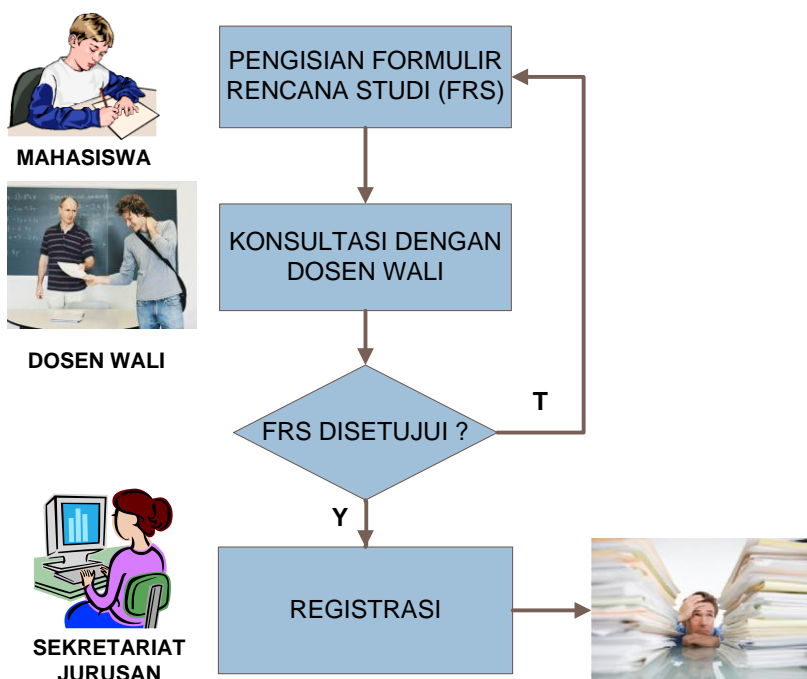 PENGISIAN FORMULIR
RENCANA STUDI (FRS)
MAHASISWA
KONSULTASI DENGAN
DOSEN WALI
DOSEN WALI
FRS DISETUJUI ?
T
Y
REGISTRASI
SEKRETARIAT
JURUSAN